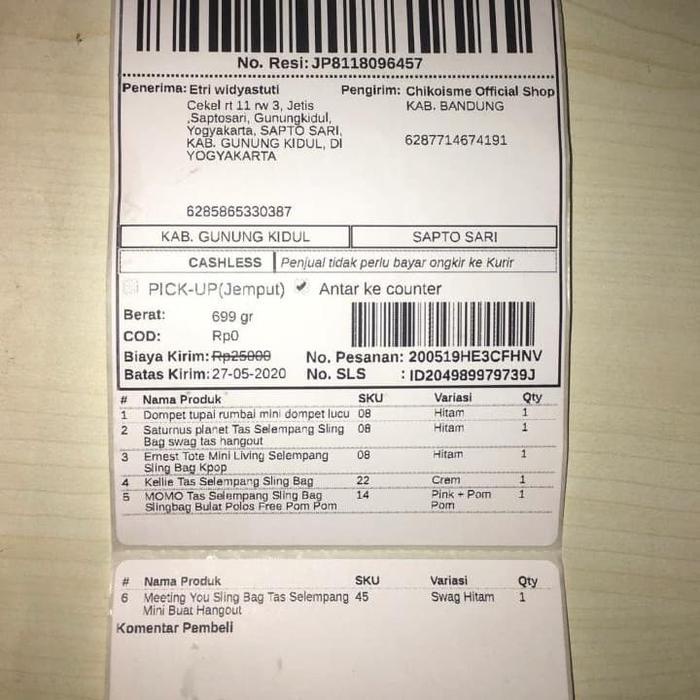 No. Resi: JP8118096457
Penerima: Etri widyastuti
Cekel rt 11 rw 3, Jetis
,Saptosari, Gunungkidul,
Yogyakarta, SAPTO SARI,
KAB. GUNUNG KIDUL, DI
YOGYAKARTA
6285865330387
Pengirim: Chikoisme Official Shop
KAB. BANDUNG
6287714674191
KAB. GUNUNG KIDUL SAPTO SARI
CASHLESS Penjual tidak perlu bayar ongkir ke Kurir
PICK-UP(Jemput) ✔ Antar ke counter
Berat: 699 gr
COD: Rp0
Biaya Kirim: Rp25000 No. Pesanan: 200519HE3CFHNV
Batas Kirim: 27-05-2020 No. SLS : ID204989979739J
# Nama Produk SKU Variasi Qty
1 Dompet tupai rumbai mini dompet lucu 08 Hitam 1
2 Saturnus planet Tas Selempang Sling 08 Hitam 1
Bag swag tas hangout
3 Ernest Tote Mini Living Selempang 08 Hitam 1
Sling Bag Kpop
4 Kellie Tas Selempang Sling Bag 22 Crem 1
5 MOMO Tas Selempang Sling Bag 14 Pink + Pom 1
Slingbag Bulat Polos Free Pom Pom Pom
# Nama Produk SKU Variasi Qty
6 Meeting You Sling Bag Tas Selempang 45 Swag Hitam 1
Mini Buat Hangout
Komentar Pembeli